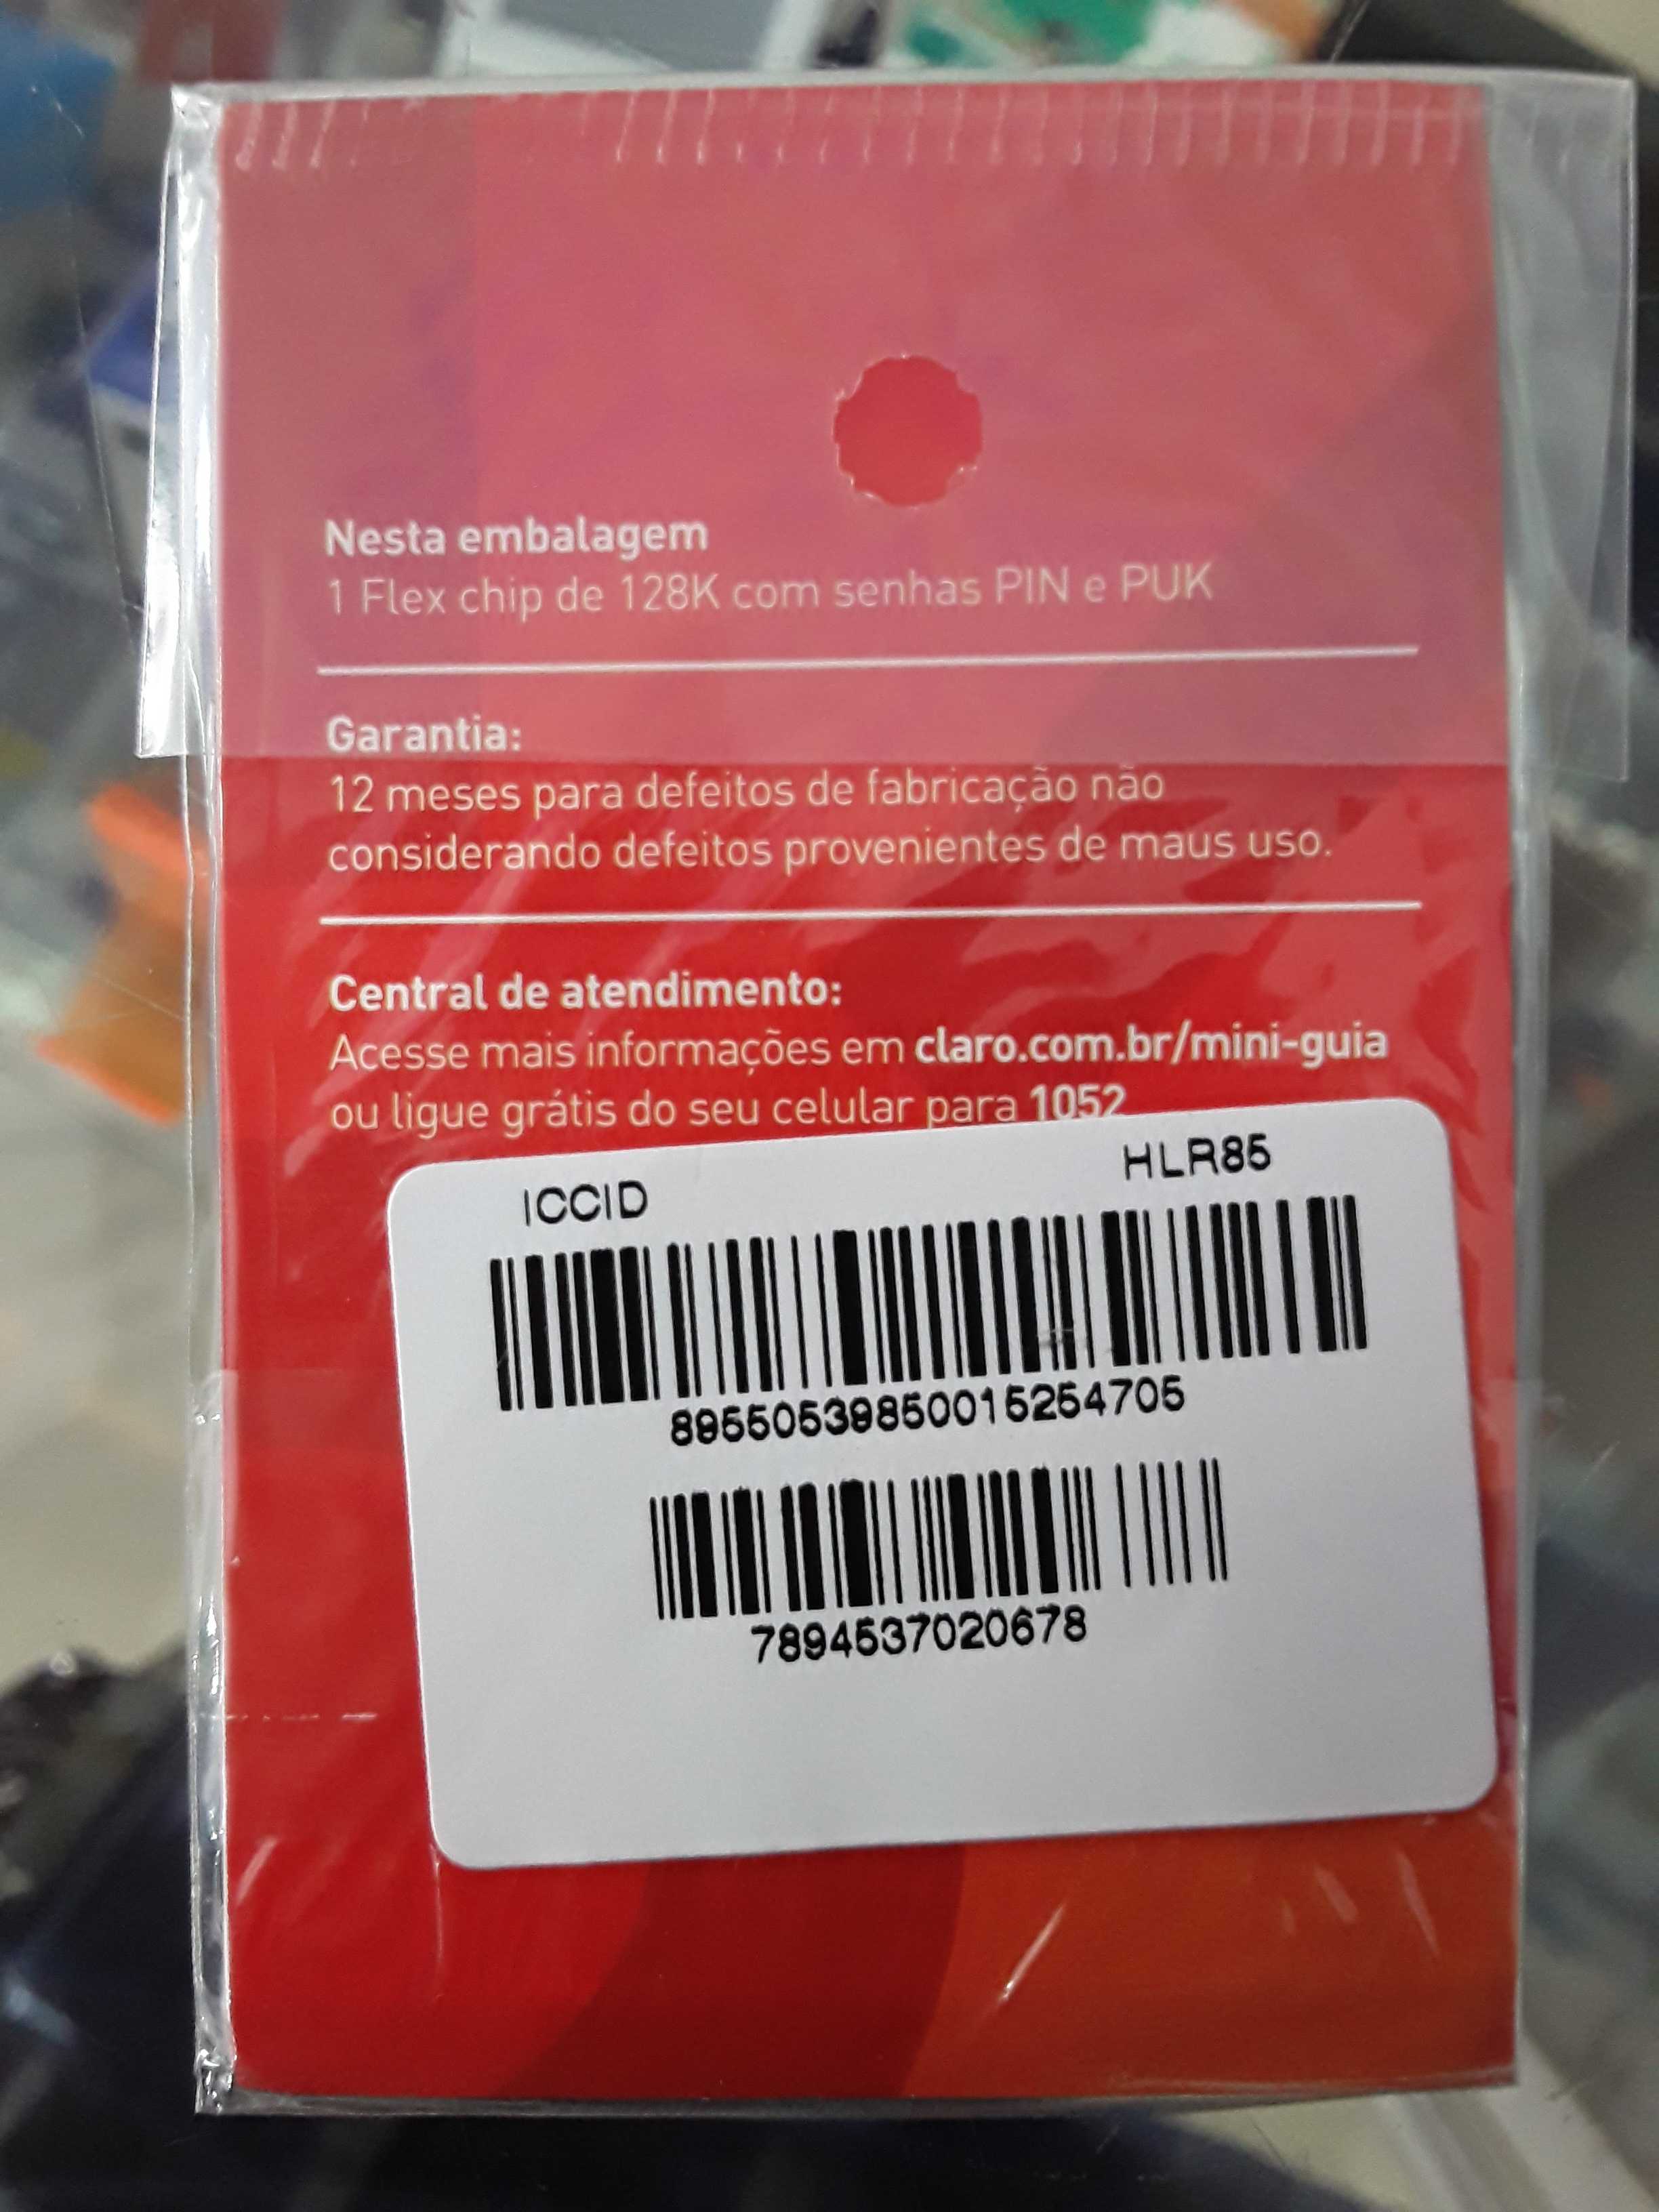 Nesta embalagem
1 Flex chip de 128K com senhas PIN e PUK
Garantia:
12 meses para defeitos de fabricação não
considerando defeitos provenientes de maus uso.
Central de atendimento:
Acesse mais informações em claro.com.br/mini-guia
ou ligue grátis do seu celular para 1052
ICCID HLR85
89550539850015254705
7894537020678